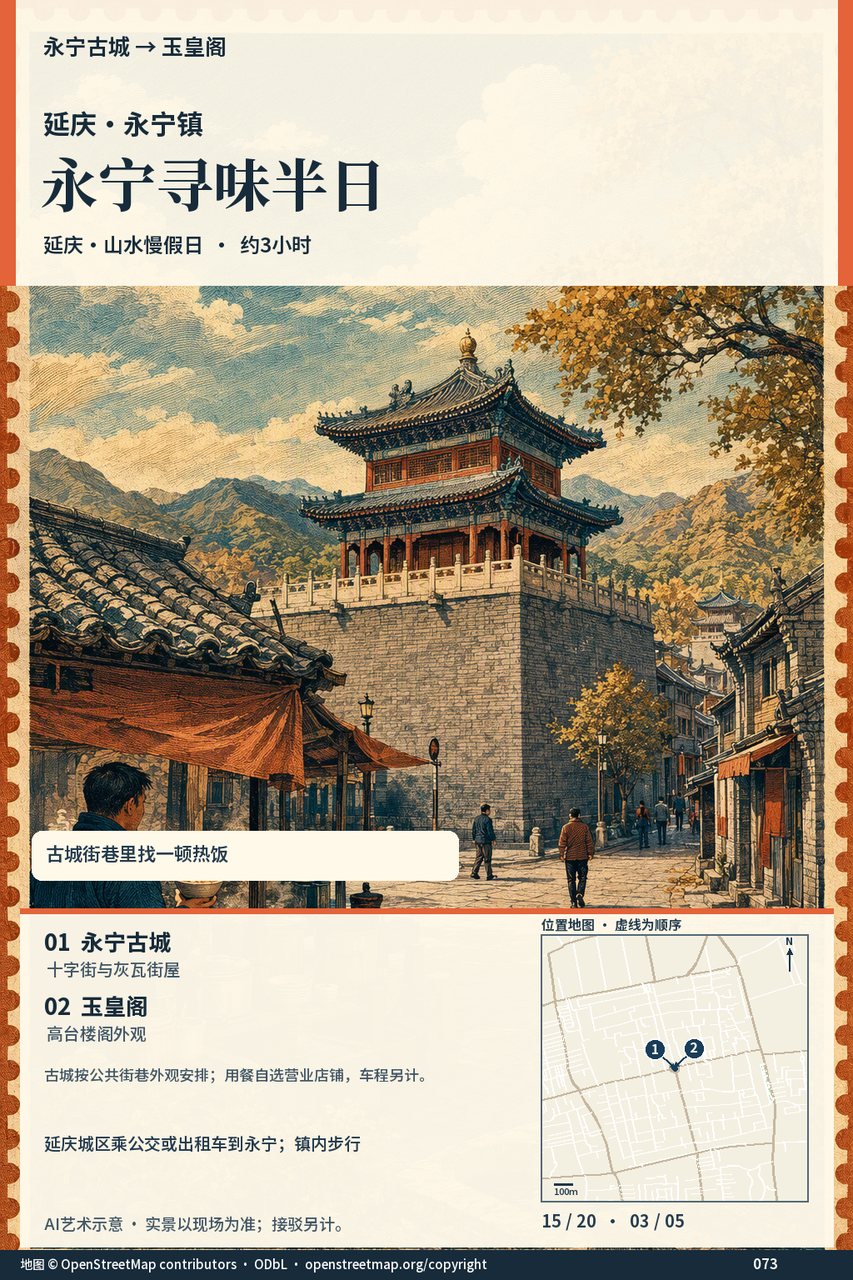 永宁古城 → 玉皇阁
延庆·永宁镇
永宁寻味半日
延庆·山水慢假日 · 约3小时
古城街巷里找一顿热饭
01 永宁古城
十字街与灰瓦街屋
02 玉皇阁
高台楼阁外观
古城按公共街巷外观安排；用餐自选营业店铺，车程另计。
延庆城区乘公交或出租车到永宁；镇内步行
AI艺术示意 · 实景以现场为准；接驳另计。
位置地图 · 虚线为顺序
N
1
2
100m
15 / 20 · 03 / 05
地图 © OpenStreetMap contributors · ODbL · openstreetmap.org/copyright
073